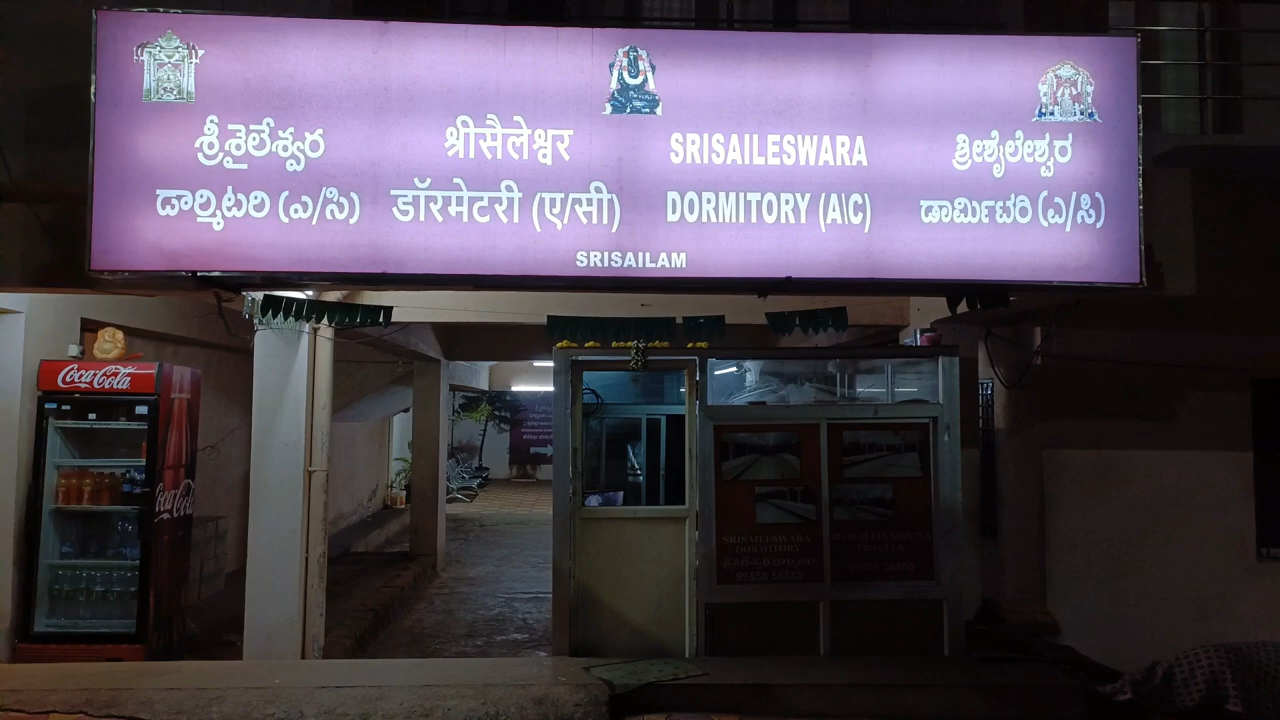 శ్రీశైలేశ్వర
డార్మిటరి (ఎ/సి)
श्रीसैलेश्वर
डॉरमेटरी (ए/सी)
SRISAILESWARA
DORMITORY (A\C)
ಶ್ರೀಶೈಲೇಶ್ವರ
ಡಾರ್ಮಿಟರಿ (ಎ/ಸಿ)
SRISAILAM
Coca-Cola
Coca-Cola
SRISAILESWARA
DORMITORY